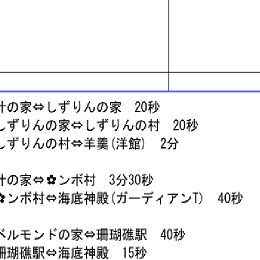 計の家⇔しずりんの家　20秒
しずりんの家⇔しずりんの村　20秒
しずりんの村⇔羊羹(洋館)　2分
計の家⇔✿ンボ村　3分30秒
✿ンボ村⇔海底神殿(ガーディアンT)　40秒
ベルモンドの家⇔珊瑚礁駅　40秒
珊瑚礁駅⇔海底神殿　15秒